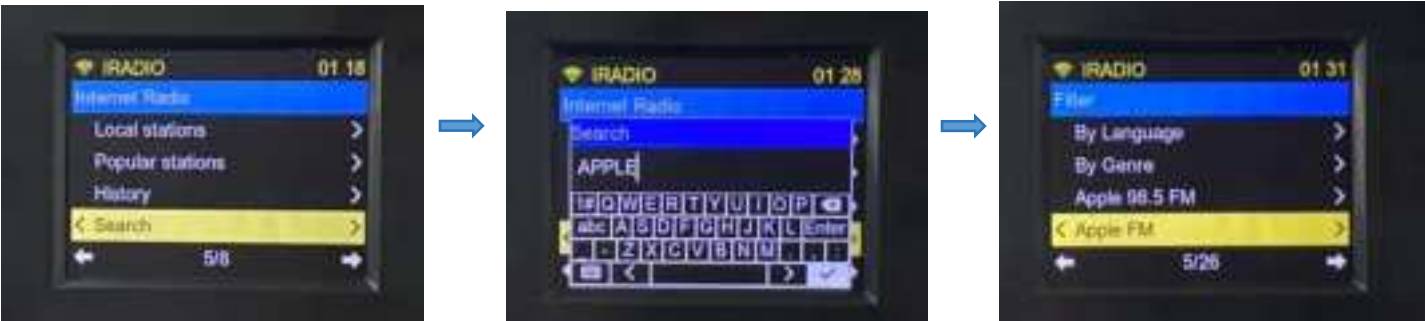 IRADIO 01 18
Internet Radio
Local stations
Popular stations
History
Search
5/8
IRADIO 01 28
Internet Radio
Search
APPLE
!# Q W E R T Y U I O P
abc A S D F G H J K L Enter
Z X C V B N M
IRADIO 01 31
Filter
By Language
By Genre
Apple 98.5 FM
Apple FM
5/26